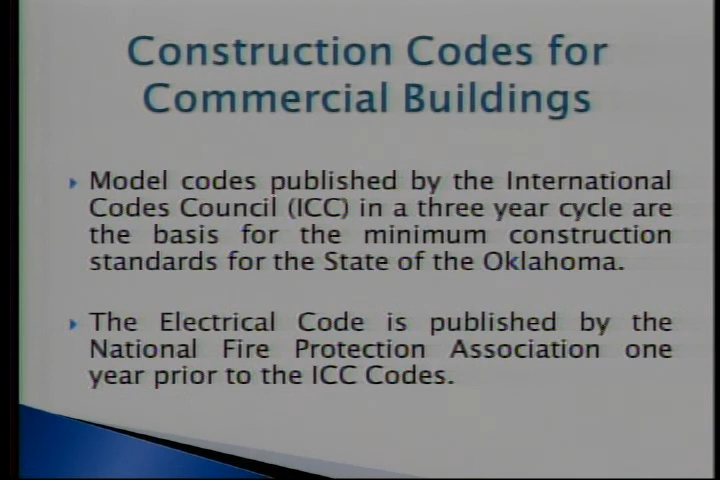 Construction Codes for
Commercial Buildings
Model codes published by the International
Codes Council (ICC) in a three year cycle are
the basis for the minimum construction
standards for the State of the Oklahoma.
The Electrical Code is published by the
National Fire Protection Association one
year prior to the ICC Codes.